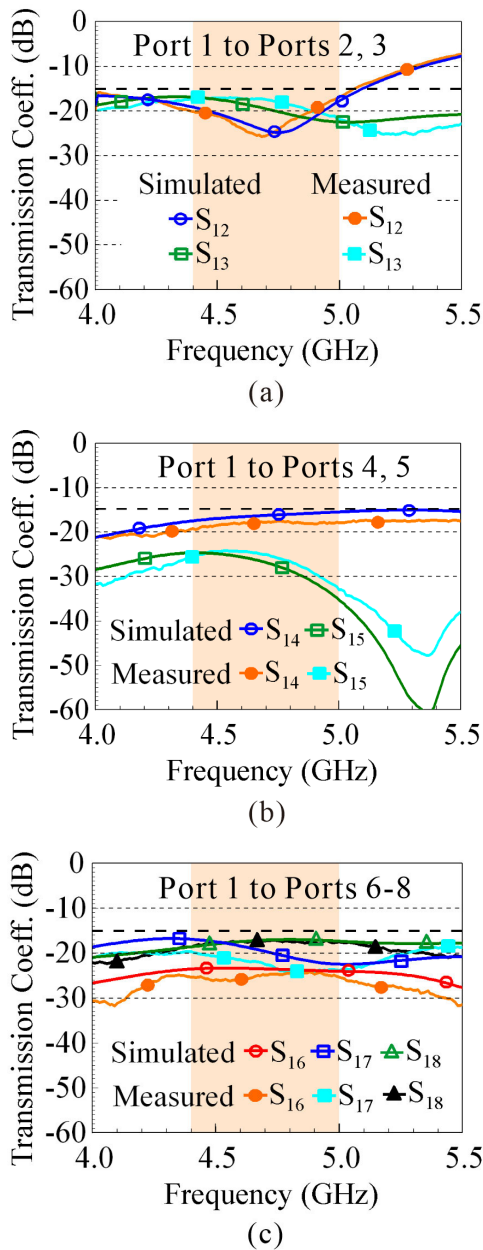 Transmission Coeff. (dB)
0
-10
-20
-30
-40
-50
-60
Port 1 to Ports 2, 3
Simulated Measured
S12 S12
S13 S13
4.0 4.5 5.0 5.5
Frequency (GHz)
(a)
Transmission Coeff. (dB)
0
-10
-20
-30
-40
-50
-60
Port 1 to Ports 4, 5
Simulated S14 S15
Measured S14 S15
4.0 4.5 5.0 5.5
Frequency (GHz)
(b)
Transmission Coeff. (dB)
0
-10
-20
-30
-40
-50
-60
Port 1 to Ports 6-8
Simulated S16 S17 S18
Measured S16 S17 S18
4.0 4.5 5.0 5.5
Frequency (GHz)
(c)